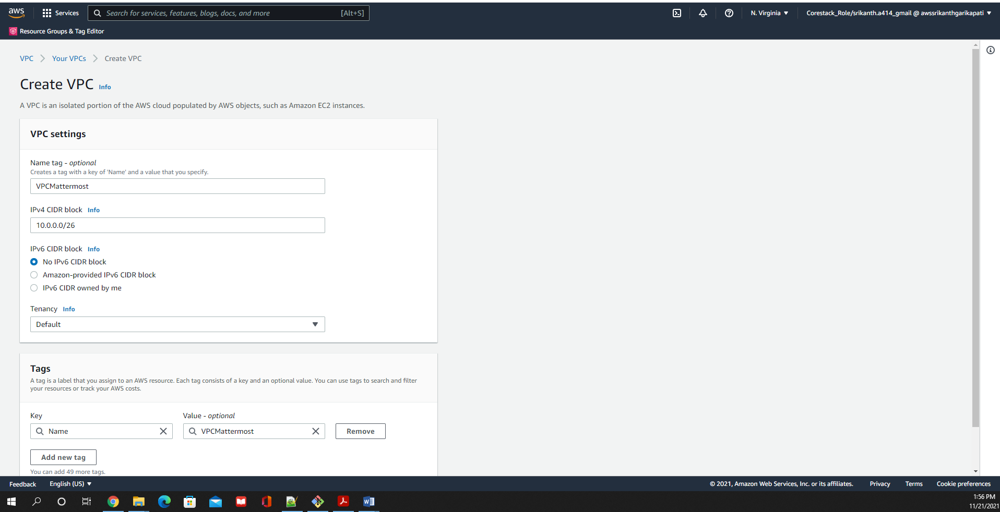 aws
Services
Search for services, features, blogs, docs, and more [Alt+S]
N. Virginia
Corestack_Role/srikanth.a414_gmail @ awssrikanthgarikapati
Resource Groups & Tag Editor
VPC Your VPCs Create VPC
Create VPC Info
A VPC is an isolated portion of the AWS cloud populated by AWS objects, such as Amazon EC2 instances.
VPC settings
Name tag - optional
Creates a tag with a key of 'Name' and a value that you specify.
VPCMattermost
IPv4 CIDR block Info
10.0.0.0/26
IPv6 CIDR block Info
No IPv6 CIDR block
Amazon-provided IPv6 CIDR block
IPv6 CIDR owned by me
Tenancy Info
Default
Tags
A tag is a label that you assign to an AWS resource. Each tag consists of a key and an optional value. You can use tags to search and filter
your resources or track your AWS costs.
Key Value - optional
Name VPCMattermost Remove
Add new tag
You can add 49 more tags.
Feedback English (US) © 2021, Amazon Web Services, Inc. or its affiliates. Privacy Terms Cookie preferences
1:56 PM
11/21/2021